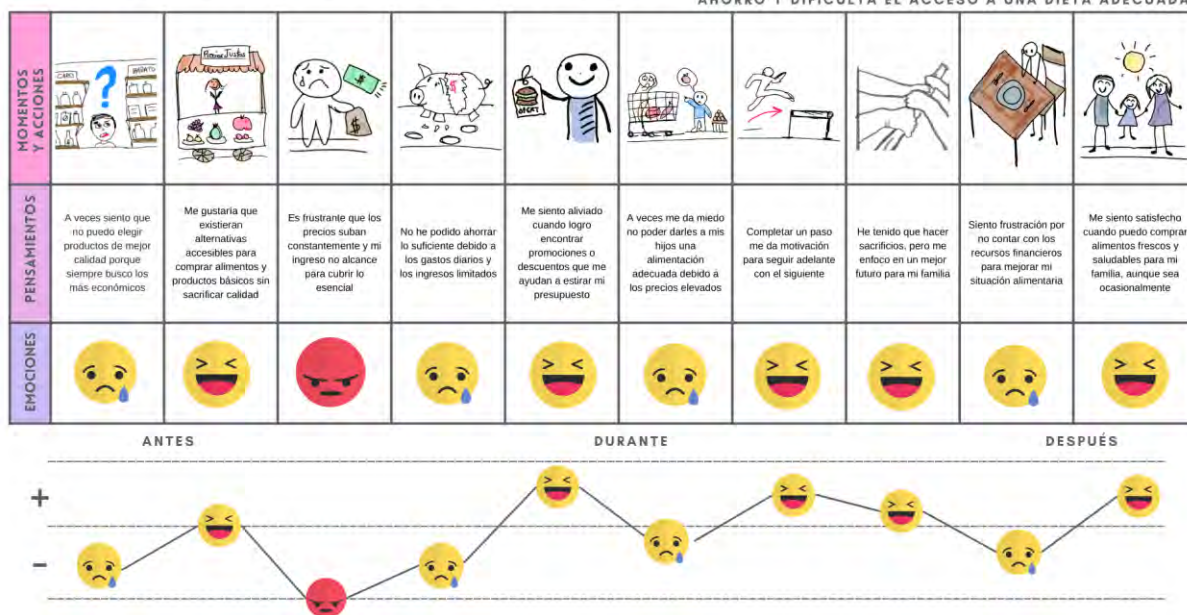 AHORRO Y DIFICULTA EL ACCESO A UNA DIETA ADECUADA
MOMENTOS
Y ACCIONES
CARO
BARATO
?
Precios Justos
$
$
$
OFERT
PENSAMIENTOS
A veces siento que
no puedo elegir
productos de mejor
calidad porque
siempre busco los
más económicos
Me gustaría que
existieran
alternativas
accesibles para
comprar alimentos y
productos básicos sin
sacrificar calidad
Es frustrante que los
precios suban
constantemente y mi
ingreso no alcance
para cubrir lo
esencial
No he podido ahorrar
lo suficiente debido a
los gastos diarios y
los ingresos limitados
Me siento aliviado
cuando logro
encontrar
promociones o
descuentos que me
ayudan a estirar mi
presupuesto
A veces me da miedo
no poder darles a mis
hijos una
alimentación
adecuada debido a
los precios elevados
Completar un paso
me da motivación
para seguir adelante
con el siguiente
He tenido que hacer
sacrificios, pero me
enfoco en un mejor
futuro para mi familia
Siento frustración por
no contar con los
recursos financieros
para mejorar mi
situación alimentaria
Me siento satisfecho
cuando puedo comprar
alimentos frescos y
saludables para mi
familia, aunque sea
ocasionalmente
EMOCIONES
ANTES
DURANTE
DESPUÉS
+
-